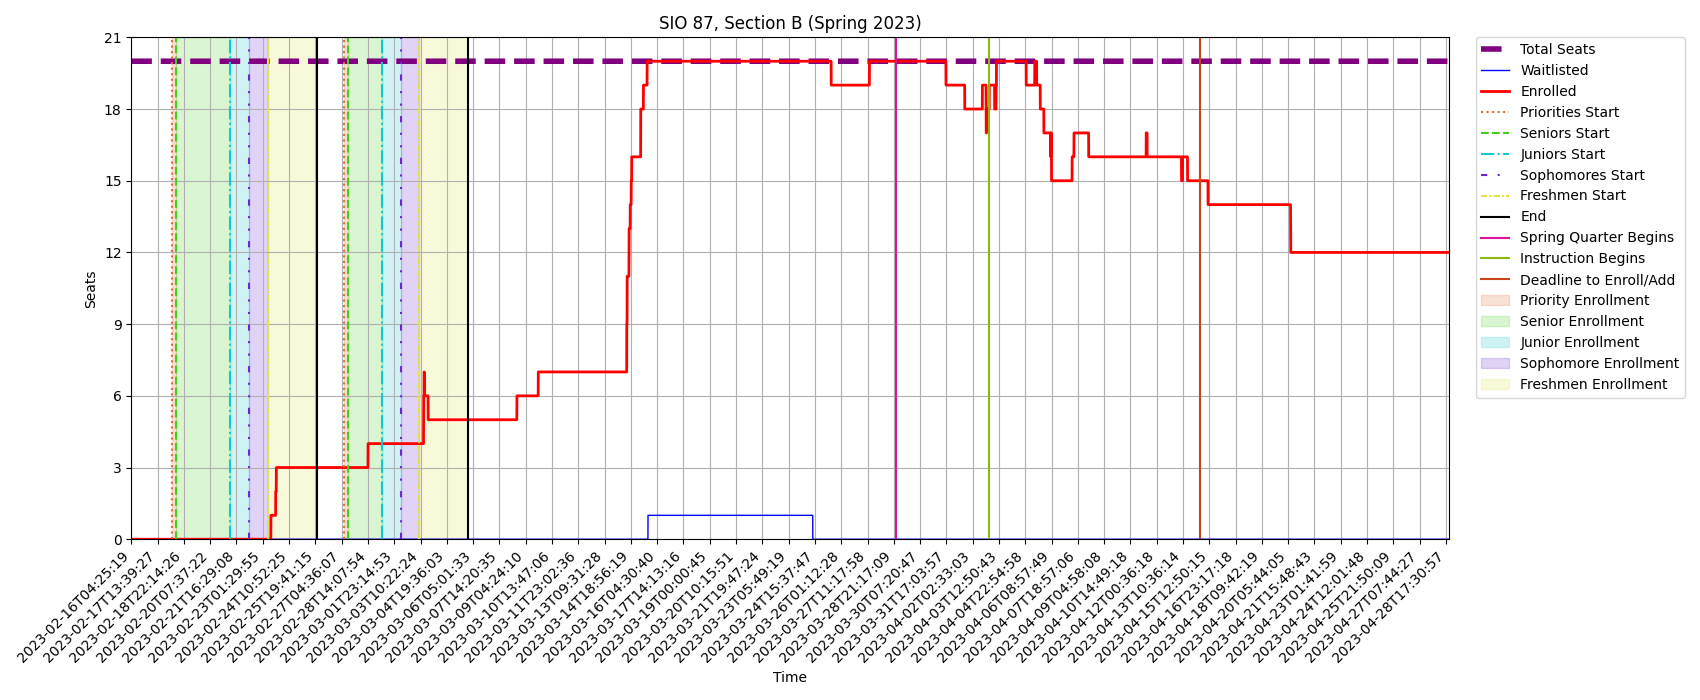 SIO 87, Section B (Spring 2023)
21
18
15
12
9
6
3
0
Seats
2023-02-16T04:25:19
2023-02-17T13:39:27
2023-02-18T22:14:26
2023-02-20T07:37:22
2023-02-21T16:29:08
2023-02-23T01:29:55
2023-02-24T10:52:25
2023-02-25T19:41:15
2023-02-27T04:36:07
2023-02-28T14:07:54
2023-03-01T23:14:53
2023-03-03T10:22:24
2023-03-04T19:36:03
2023-03-06T05:01:33
2023-03-07T14:20:35
2023-03-09T04:24:10
2023-03-10T13:47:06
2023-03-11T23:02:36
2023-03-13T09:31:28
2023-03-14T18:56:19
2023-03-16T04:30:40
2023-03-17T14:13:16
2023-03-19T00:00:45
2023-03-20T10:15:51
2023-03-21T19:47:24
2023-03-23T05:49:19
2023-03-24T15:37:47
2023-03-26T01:12:28
2023-03-27T11:17:58
2023-03-28T21:17:09
2023-03-30T07:20:47
2023-03-31T17:03:57
2023-04-02T02:33:03
2023-04-03T12:50:43
2023-04-04T22:54:58
2023-04-06T08:57:49
2023-04-07T18:57:06
2023-04-09T04:58:08
2023-04-10T14:49:18
2023-04-12T00:36:18
2023-04-13T10:36:14
2023-04-15T12:50:15
2023-04-16T23:17:18
2023-04-18T09:42:19
2023-04-20T05:44:05
2023-04-21T15:48:43
2023-04-23T01:41:59
2023-04-24T12:01:48
2023-04-25T21:50:09
2023-04-27T07:44:27
2023-04-28T17:30:57
Time
Total Seats
Waitlisted
Enrolled
Priorities Start
Seniors Start
Juniors Start
Sophomores Start
Freshmen Start
End
Spring Quarter Begins
Instruction Begins
Deadline to Enroll/Add
Priority Enrollment
Senior Enrollment
Junior Enrollment
Sophomore Enrollment
Freshmen Enrollment